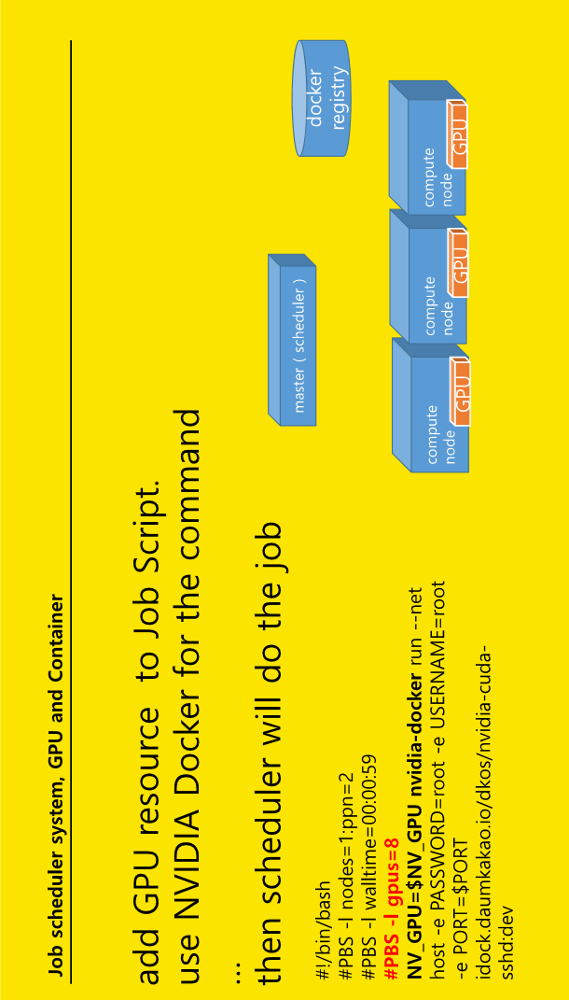 Job scheduler system, GPU and Container
add GPU resource  to Job Script.
use NVIDIA Docker for the command
...
then scheduler will do the job
#!/bin/bash
#PBS -l nodes=1:ppn=2
#PBS -l walltime=00:00:59
#PBS -l gpus=8
NV_GPU=$NV_GPU nvidia-docker run --net
host -e PASSWORD=root -e USERNAME=root
-e PORT=$PORT
idock.daumkakao.io/dkos/nvidia-cuda-
sshd:dev
master ( scheduler )
docker
registry
compute
node
GPU
compute
node
GPU
compute
node
GPU